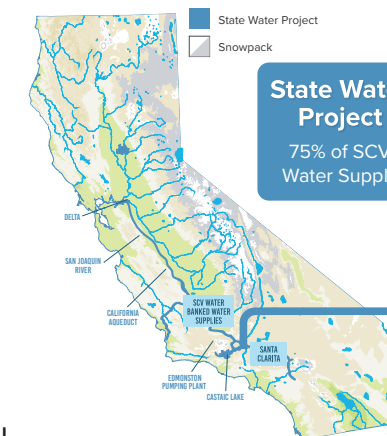 State Water Project
Snowpack
State Wat
Project
75% of SCV
Water Suppl
DELTA
SAN JOAQUIN
RIVER
CALIFORNIA
AQUEDUCT
SCV WATER
BANKED WATER
SUPPLIES
SANTA
CLARITA
EDMONSTON
PUMPING PLANT
CASTAIC LAKE